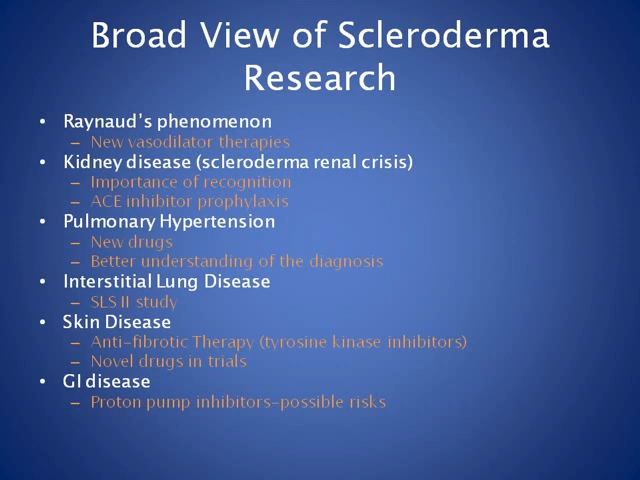 Broad View of Scleroderma
Research
• Raynaud's phenomenon
– New vasodilator therapies
• Kidney disease (scleroderma renal crisis)
– Importance of recognition
– ACE inhibitor prophylaxis
• Pulmonary Hypertension
– New drugs
– Better understanding of the diagnosis
• Interstitial Lung Disease
– SLS II study
• Skin Disease
– Anti-fibrotic Therapy (tyrosine kinase inhibitors)
– Novel drugs in trials
• GI disease
– Proton pump inhibitors-possible risks